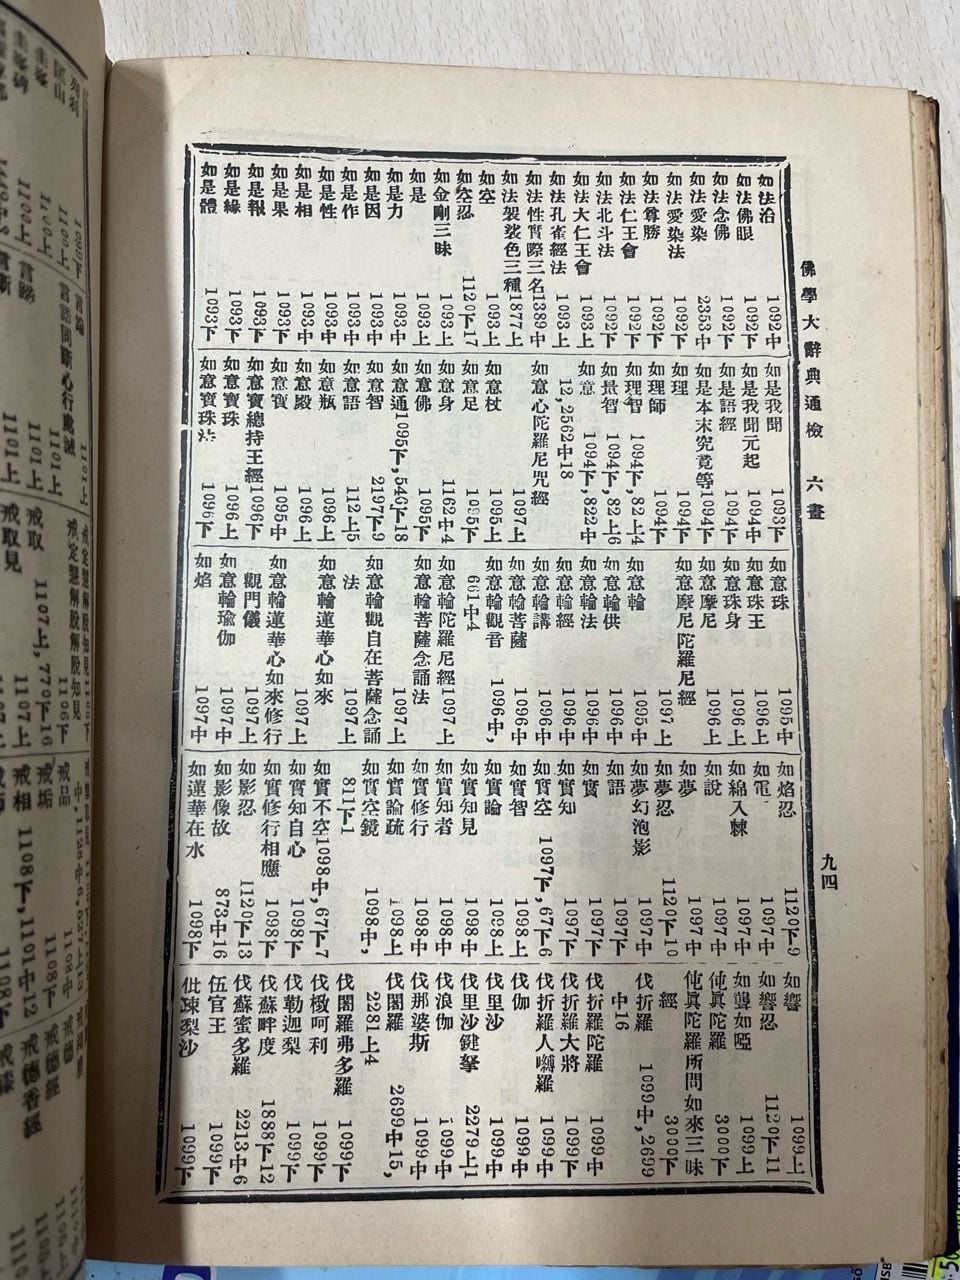 佛學大辭典通檢 六畫
九四
如法治 1092中
如法佛眼 1092下
如法念佛 1092上
如法愛染 2353中
如法愛染法 1092下
如法尊勝 1092下
如法仁王會 1092下
如法北斗法 1092下
如法大仁王會 1093上
如法孔雀經法 1093上
如法性實際三名 1389中
如法袈裟色三種 1877上
如空 1093上
如空忍 1120下17
如金剛三昧 1093上
如是 1093上
如是力 1093中
如是因 1093中
如是作 1093中
如是性 1093中
如是相 1093中
如是果 1093下
如是報 1093下
如是緣 1093下
如是體 1093下
如是我聞 1093下
如是我聞元起 1094中
如是語經 1094下
如是本末究竟等 1094下
如理 1094下
如理師 1094下
如理智 1094下,82上4
如量智 1094下,82上6
如意 1094下,822中
12,2562中18
如意心陀羅尼咒經
1097上
如意杖 1095上
如意足 1095下
如意身 1162中4
如意佛 1095下
如意通 1095下,546下18
如意智 2197下9
如意語 112上5
如意瓶 1096上
如意殿 1096上
如意寶 1095中
如意寶總持王經 1096下
如意寶珠 1096上
如意寶珠法 1096下
如意珠 1095中
如意珠王 1096上
如意珠身 1096上
如意摩尼 1096上
如意摩尼陀羅尼經
1097上
如意輪 1095中
如意輪供 1096中
如意輪法 1096中
如意輪經 1096中
如意輪講 1096中
如意輪菩薩 1096中
如意輪觀音 1096中,
661中4
如意輪陀羅尼經 1097上
如意輪菩薩念誦法
1097上
如意輪觀自在菩薩念誦
法 1097上
如意輪蓮華心如來
1097上
如意輪蓮華心如來修行
觀門儀 1097上
如意輪瑜伽 1097中
如焰 1097中
如焰忍 1120下9
如電 1097中
如綿入棘 1097中
如說 1097中
如夢 1097中
如夢忍 1120下10
如夢幻泡影 1097中
如語 1097下
如實 1097中
如實知 1097下
如實空 1097下,67下6
如實智 1098上
如實論 1098上
如實知見 1098中
如實知者 1098中
如實修行 1098中
如實論疏 1098上
如實空鏡 1098中,
811下1
如實不空 1098中,67下7
如實知自心 1098下
如實修行相應 1098下
如影忍 1120下13
如影像故 873中16
如蓮華在水 1098下
如響 1099上
如響忍 1120下11
如聾如啞 1099上
伅眞陀羅 3000下
伅眞陀羅所問如來三昧
經 3000下
伐折羅 1099中,2699
中16
伐折羅陀羅 1099中
伐折羅大將 1099下
伐折羅人囀羅 1099中
伐伽 1099中
伐里沙 1099中
伐里沙鍵拏 2279上1
伐浪伽 1099中
伐那婆斯 1099中
伐闍羅 2699中15,
2281上4
伐闍羅弗多羅 1099下
伐檄呵利 1099下
伐勒迦梨 1099下
伐蘇畔度 1888下12
伐蘇蜜多羅 2213中6
伍官王 1099下
仳竦梨沙 1099下